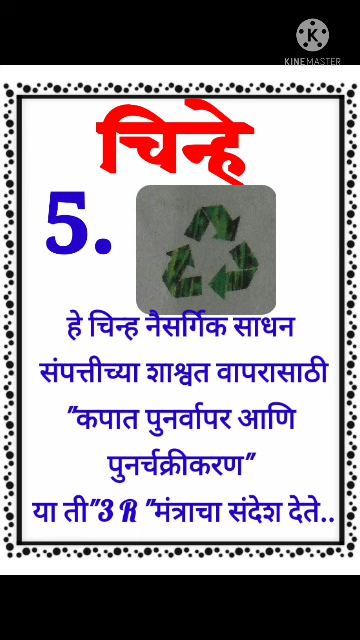 K
KINEMASTER
चिन्हे
5.
हे चिन्ह नैसर्गिक साधन
संपत्तीच्या शाश्वत वापरासाठी
"कपात पुनर्वापर आणि
पुनर्चक्रीकरण"
या ती"3 R "मंत्राचा संदेश देते..